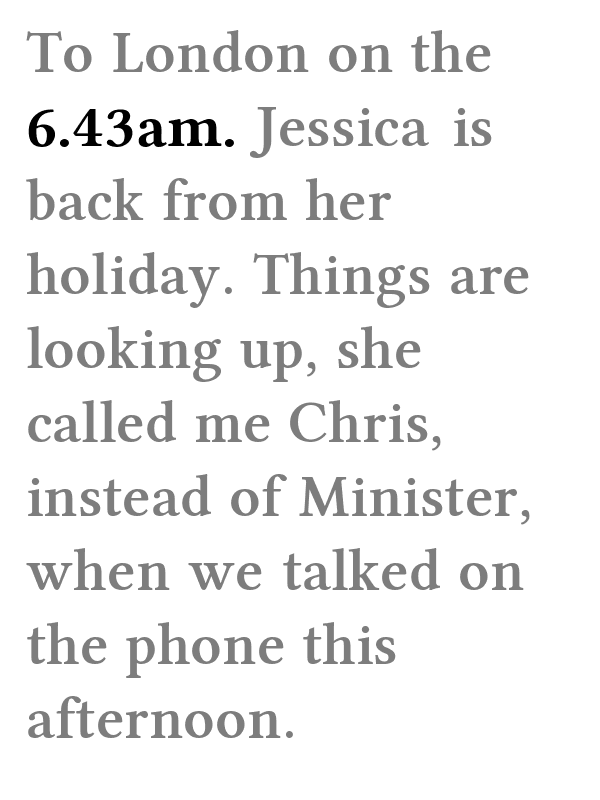 To London on the
6.43am. Jessica is
back from her
holiday. Things are
looking up, she
called me Chris,
instead of Minister,
when we talked on
the phone this
afternoon.